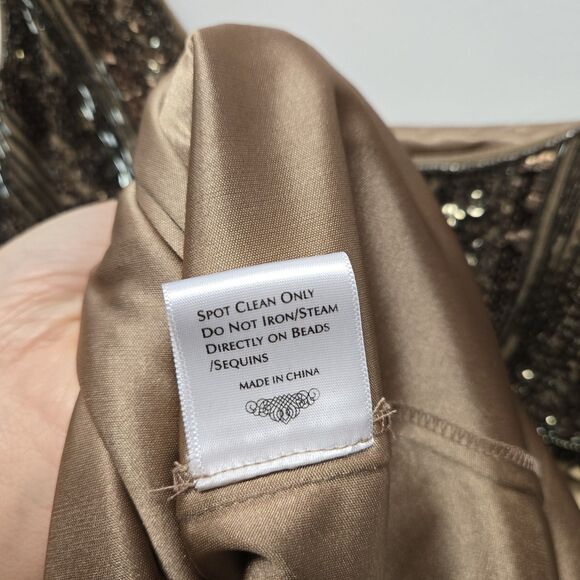 SPOT CLEAN ONLY
DO NOT IRON/STEAM
DIRECTLY ON BEADS
/SEQUINS
MADE IN CHINA